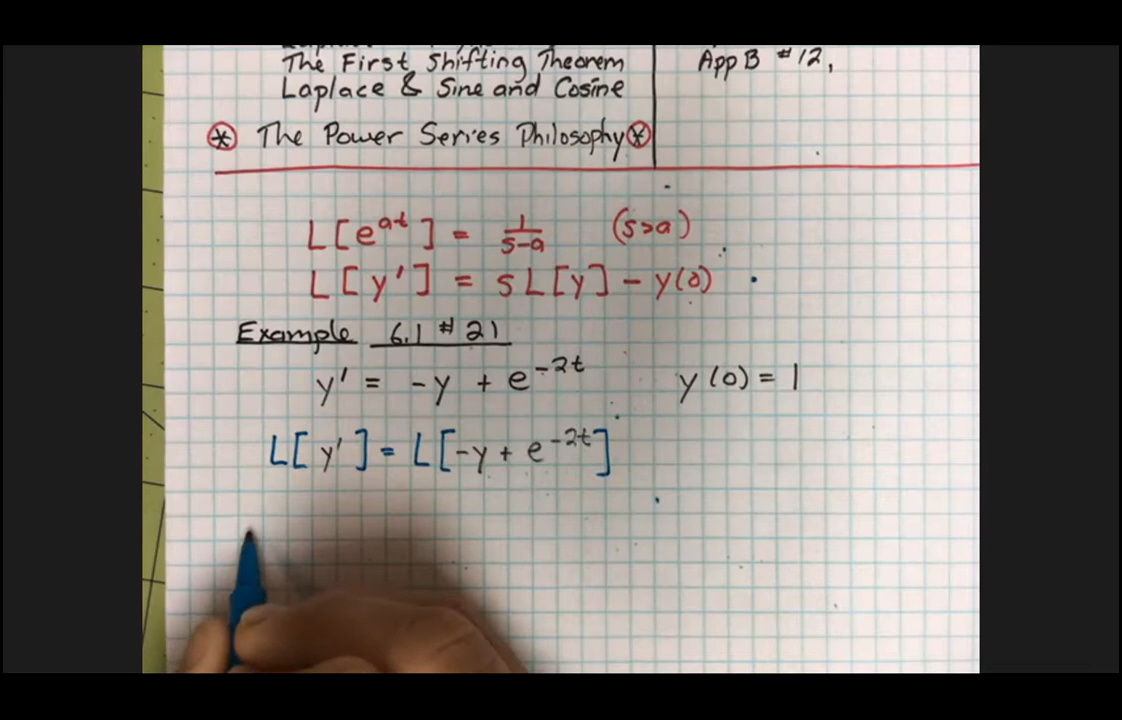 The First Shifting Theorem
Laplace & Sine and Cosine
App B #12,
⊛ The Power Series Philosophy ⊛
L[e^{at}] = 1/(s-a) (s>a)
L[y'] = sL[y] - y(0)
Example 6.1 # 21
y' = -y + e^{-2t} y(0) = 1
L[y'] = L[-y + e^{-2t}]